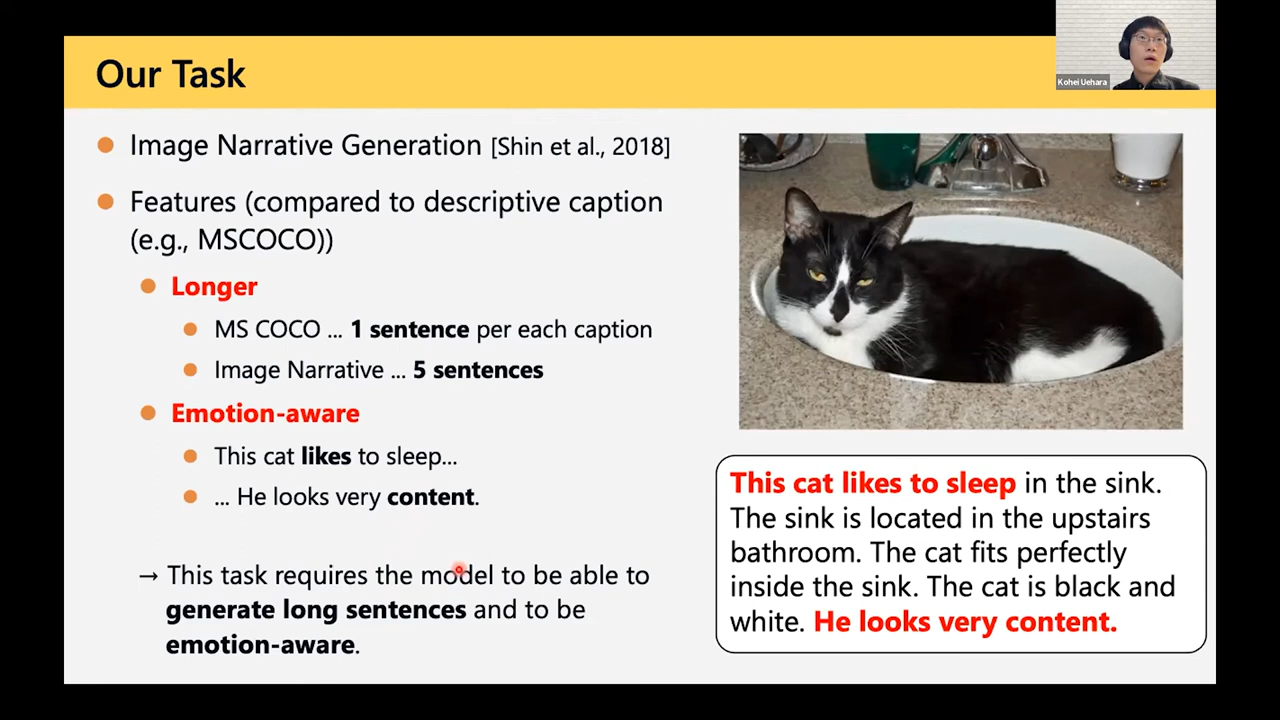 Our Task
Kohei Uehara
Image Narrative Generation [Shin et al., 2018]
Features (compared to descriptive caption
(e.g., MSCOCO))
Longer
MS COCO ... 1 sentence per each caption
Image Narrative ... 5 sentences
Emotion-aware
This cat likes to sleep...
... He looks very content.
→ This task requires the model to be able to
generate long sentences and to be
emotion-aware.
This cat likes to sleep in the sink.
The sink is located in the upstairs
bathroom. The cat fits perfectly
inside the sink. The cat is black and
white. He looks very content.